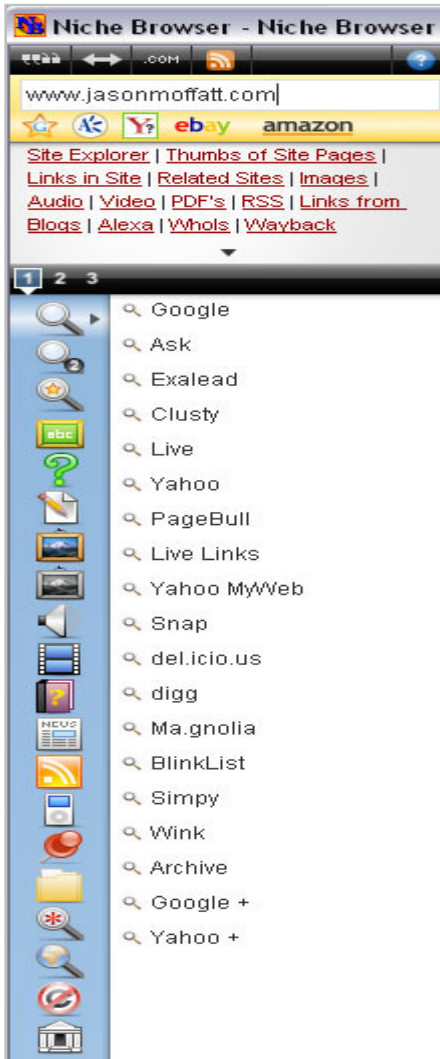 Niche Browser - Niche Browser
.COM
?
www.jasonmoffatt.com
G A Y? ebay amazon
Site Explorer | Thumbs of Site Pages |
Links in Site | Related Sites | Images |
Audio | Video | PDF's | RSS | Links from
Blogs | Alexa | WhoIs | Wayback
1 2 3
Google
Ask
2
Exalead
Clusty
abc
Live
Yahoo
PageBull
Live Links
Yahoo MyWeb
Snap
del.icio.us
digg
?
Ma.gnolia
NEWS
BlinkList
Simpy
Wink
Archive
Google +
Yahoo +